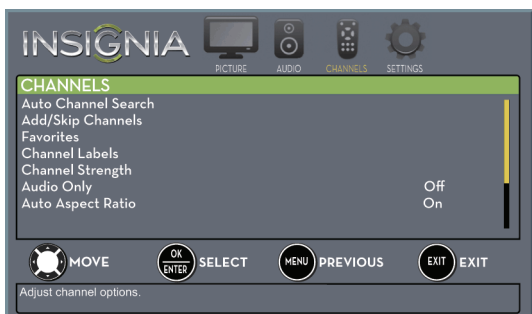 INSIGNIA
PICTURE AUDIO CHANNELS SETTINGS
CHANNELS
Auto Channel Search
Add/Skip Channels
Favorites
Channel Labels
Channel Strength
Audio Only Off
Auto Aspect Ratio On
MOVE OK ENTER SELECT MENU PREVIOUS EXIT EXIT
Adjust channel options.